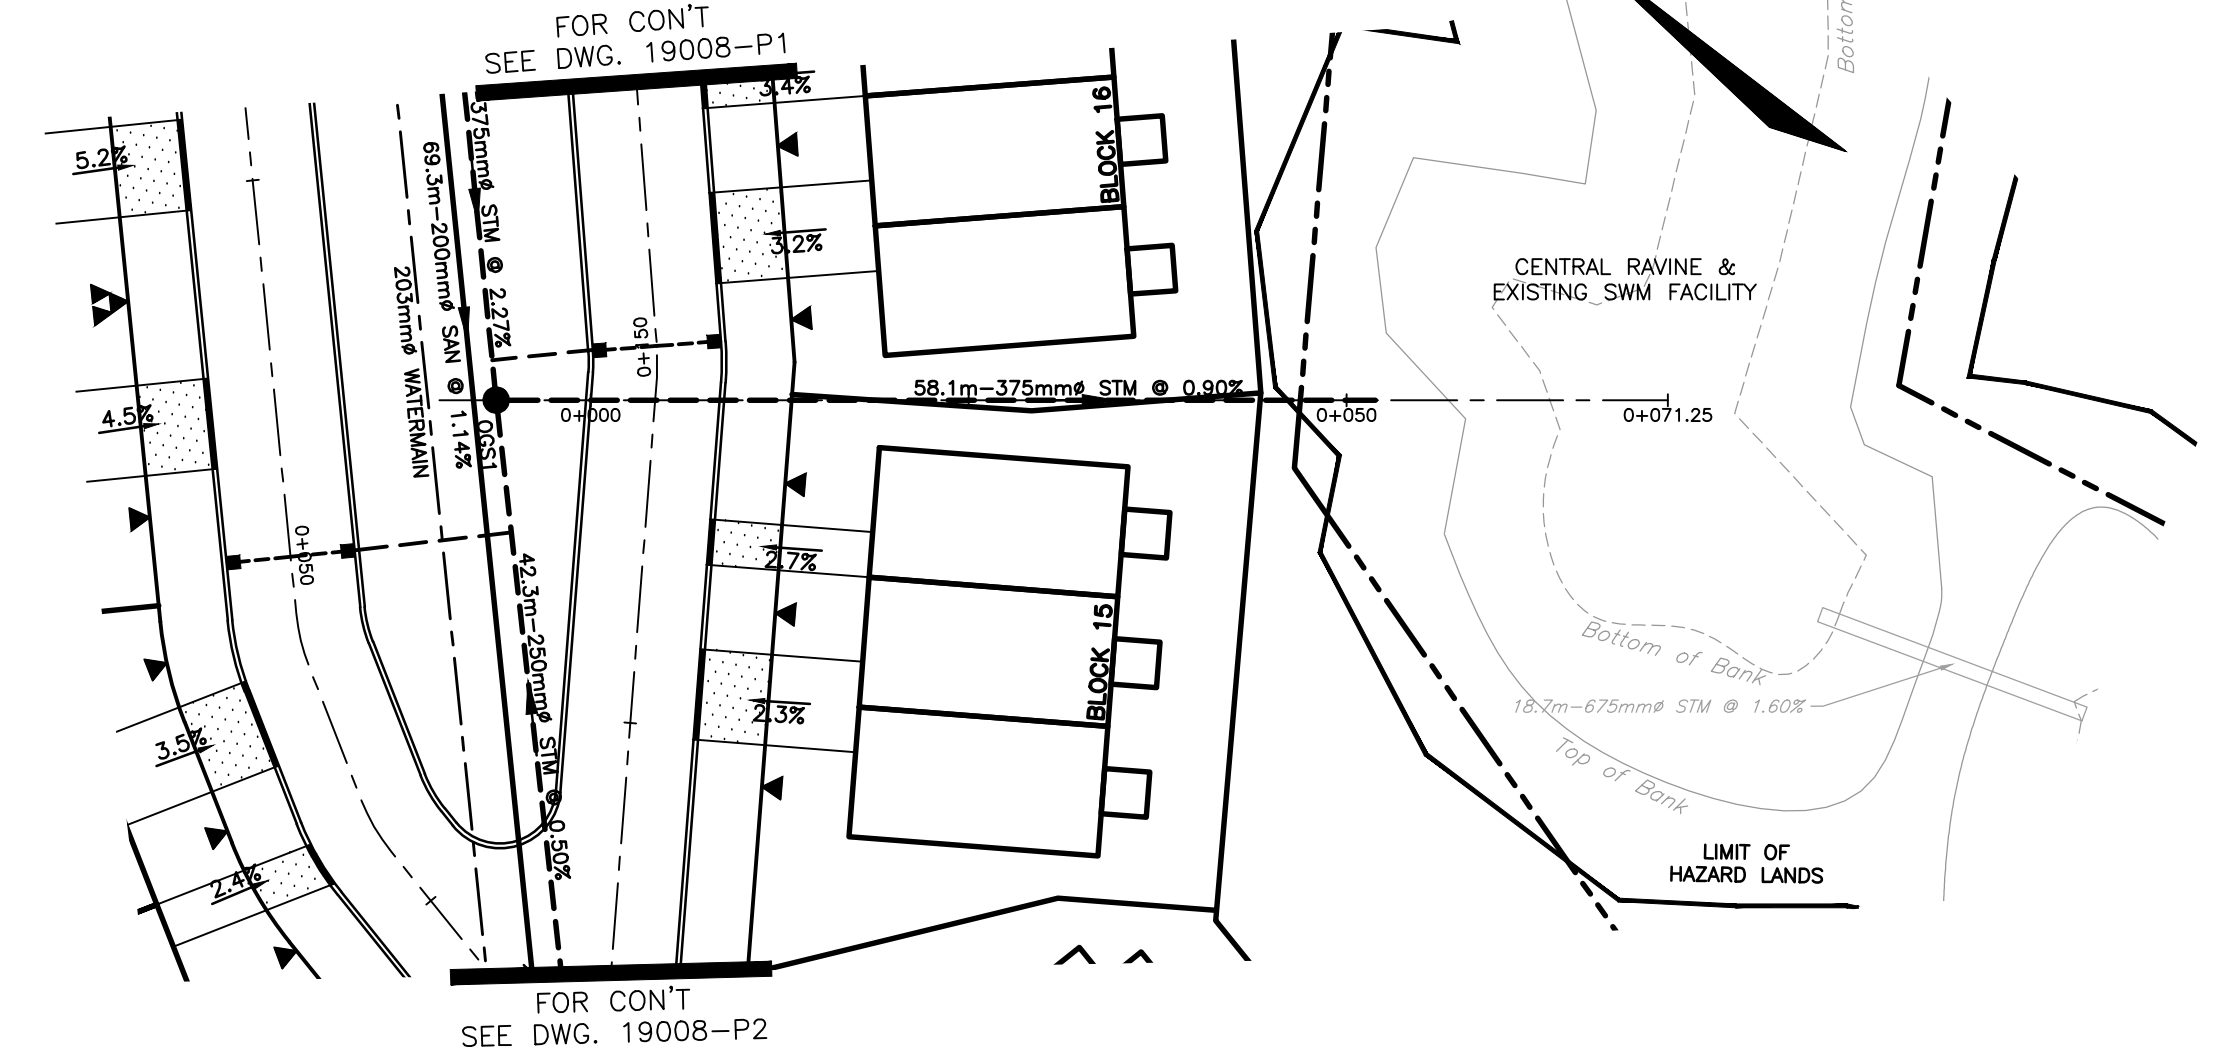 FOR CON'T
SEE DWG. 19008-P1
3.4%
5.2%
375mmø STM @ 2.27%
69.3m-200mmø SAN @ 1.14%
203mmø WATERMAIN
BLOCK 16
3.2%
Bottom
CENTRAL RAVINE &
EXISTING SWM FACILITY
0+050
58.1m-375mmø STM @ 0.90%
0+000
0+050
0+071.25
4.5%
OGS1
0+050
2.7%
42.3m-250mmø STM @ 0.50%
BLOCK 15
2.3%
Bottom of Bank
18.7m-675mmø STM @ 1.60%
3.5%
Top of Bank
2.4%
LIMIT OF
HAZARD LANDS
FOR CON'T
SEE DWG. 19008-P2